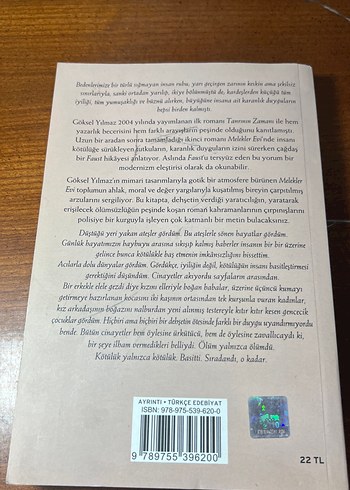 Bedenlerimize bir türlü sığmayan insan ruhu, yarı geçirgen zarının keskin ama şekilsiz
sınırlarıyla, sanki ortadan yarılıp, ikiye bölünmüştü de, kardeşlerden küçüğü tüm
iyiliği, tüm yumuşaklığı ve hüznü alırken, büyüğüne insana ait karanlık duyguların
hepsi birden kalmıştı.
Göksel Yılmaz 2004 yılında yayımlanan ilk romanı Tanrının Zamanı ile hem
yazarlık becerisini hem farklı arayışların peşinde olduğunu kanıtlamıştı.
Uzun bir aradan sonra tamamladığı ikinci romanı Melekler Evi'nde insanı
kötülüğe sürükleyen tutkuların, karanlık duyguların izini sürerken çağdaş
bir Faust hikâyesi anlatıyor. Aslında Faust'u tersyüz eden bu yorum bir
modernizm eleştirisi olarak da okunabilir.
Göksel Yılmaz'ın mimari tasarımlarıyla gotik bir atmosfere bürünen Melekler
Evi toplumun ahlak, moral ve değer yargılarıyla kuşatılmış bireyin çarpıtılmış
arzularını sergiliyor. Bu kitapta, dehşetin verdiği yaratıcılığın, yaratarak
erişilecek ölümsüzlüğün peşinde koşan roman kahramanlarının çırpınışlarını
polisiye bir kurguyla işleyen çok katmanlı bir metin bulacaksınız.
Düştüğü yeri yakan ateşler gördüm. Bu ateşlerle sönen hayatlar gördüm.
Günlük hayatımızın hayhuyu arasına sıkışıp kalmış haberler insanın bir bir üzerine
gelince bunca kötülükle baş etmenin imkânsızlığını hissettim.
Acılarla dolu dünyalar gördüm. Gördükçe, iyiliğin değil, kötülüğün insanı basitleştirmesi
gerektiğini düşündüm. Cinayetler akıyordu sayfaların arasından.
Bir erkekle elele gezdi diye kızını elleriyle boğan babalar, üzerine üçüncü kumayı
getirmeye hazırlanan kocasını iki kaşının ortasından tek kurşunla vuran kadınlar,
kız arkadaşının boğazını nalburdan yeni alınmış testereyle kıtır kıtır kesen gencecik
çocuklar gördüm. Hiçbiri ama hiçbiri bir dehşetin ötesinde farklı bir duygu uyandırmıyordu
bende. Bütün cinayetler hem öylesine ürkütücü, hem de öylesine zavallıcaydı ki,
bir şeye ilham vermedikleri belliydi. Ölüm yalnızca ölümdü.
Kötülük yalnızca kötülük. Basitti. Sıradandı, o kadar.
AYRINTI • TÜRKÇE EDEBİYAT
ISBN: 978-975-539-620-0
9 789755 396200
22 TL